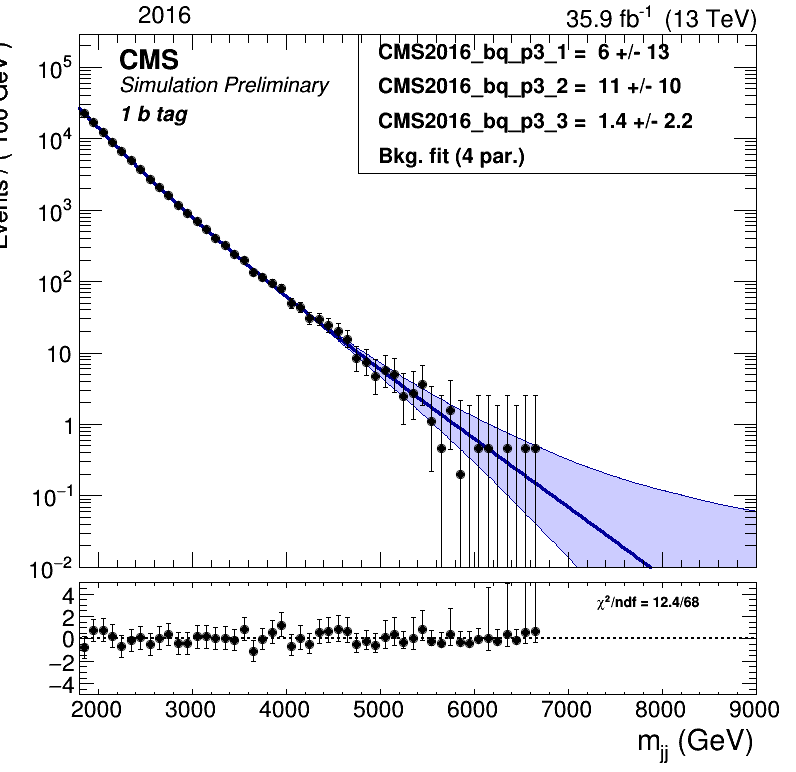 2016
35.9 fb⁻¹ (13 TeV)
CMS
Simulation Preliminary
1 b tag
CMS2016_bq_p3_1 = 6 +/- 13
CMS2016_bq_p3_2 = 11 +/- 10
CMS2016_bq_p3_3 = 1.4 +/- 2.2
Bkg. fit (4 par.)
Events / ( 100 GeV )
10⁵
10⁴
10³
10²
10
1
10⁻¹
10⁻²
χ²/ndf = 12.4/68
4
2
0
−2
−4
2000 3000 4000 5000 6000 7000 8000 9000
m_jj (GeV)